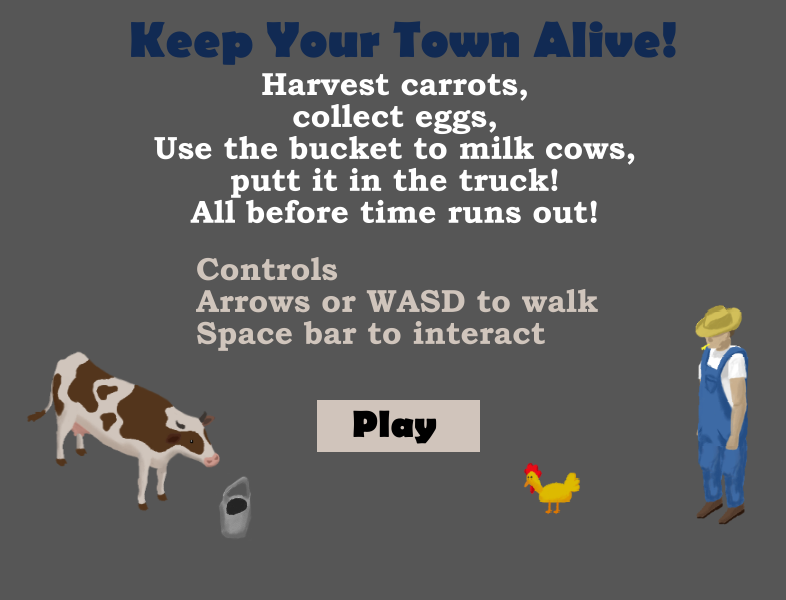 Keep Your Town Alive!
Harvest carrots,
collect eggs,
Use the bucket to milk cows,
putt it in the truck!
All before time runs out!
Controls
Arrows or WASD to walk
Space bar to interact
Play